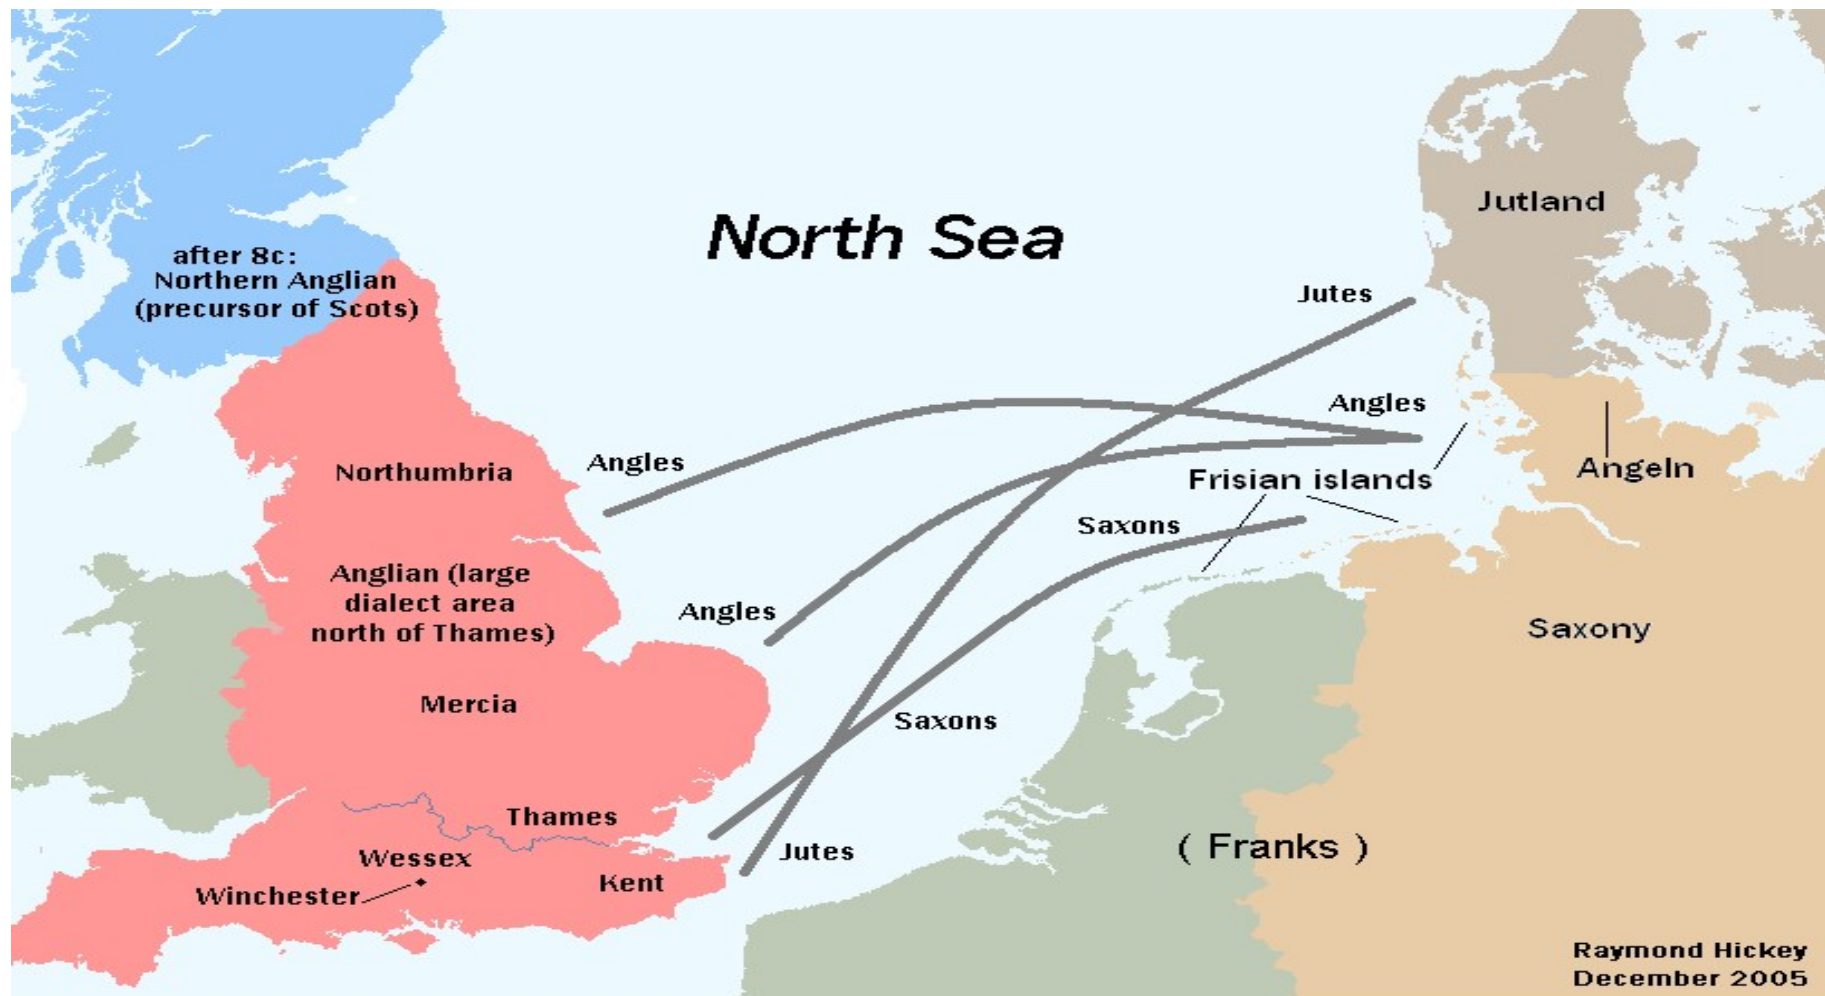 Jutland
North Sea
after 8c:
Northern Anglian
(precursor of Scots)
Jutes
Angles
Angles
Northumbria
Angeln
Frisian islands
Saxons
Anglian (large
dialect area
north of Thames)
Angles
Saxony
Mercia
Saxons
Thames
Wessex
Jutes
( Franks )
Kent
Winchester
Raymond Hickey
December 2005